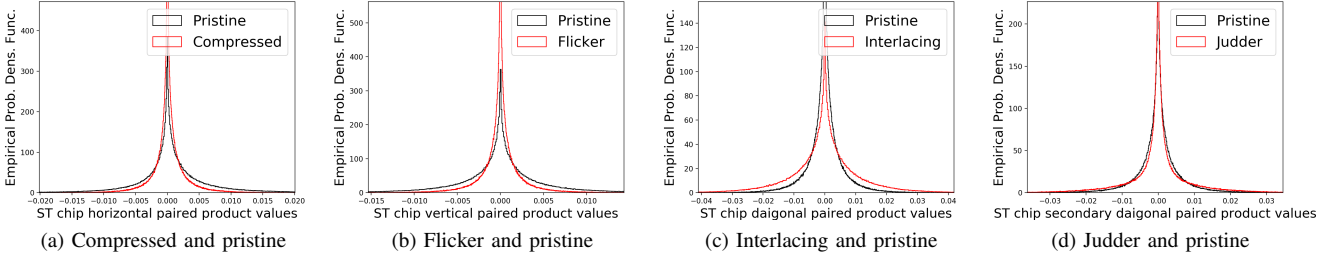 Empirical Prob. Dens. Func.
400
300
200
100
0
Pristine
Compressed
−0.020 −0.015 −0.010 −0.005 0.000 0.005 0.010 0.015 0.020
ST chip horizontal paired product values
(a) Compressed and pristine
Empirical Prob. Dens. Func.
500
400
300
200
100
0
Pristine
Flicker
−0.015 −0.010 −0.005 0.000 0.005 0.010
ST chip vertical paired product values
(b) Flicker and pristine
Empirical Prob. Dens. Func.
140
120
100
80
60
40
20
0
Pristine
Interlacing
−0.04 −0.03 −0.02 −0.01 0.00 0.01 0.02 0.03 0.04
ST chip daigonal paired product values
(c) Interlacing and pristine
Empirical Prob. Dens. Func.
200
150
100
50
0
Pristine
Judder
−0.03 −0.02 −0.01 0.00 0.01 0.02 0.03
ST chip secondary daigonal paired product values
(d) Judder and pristine